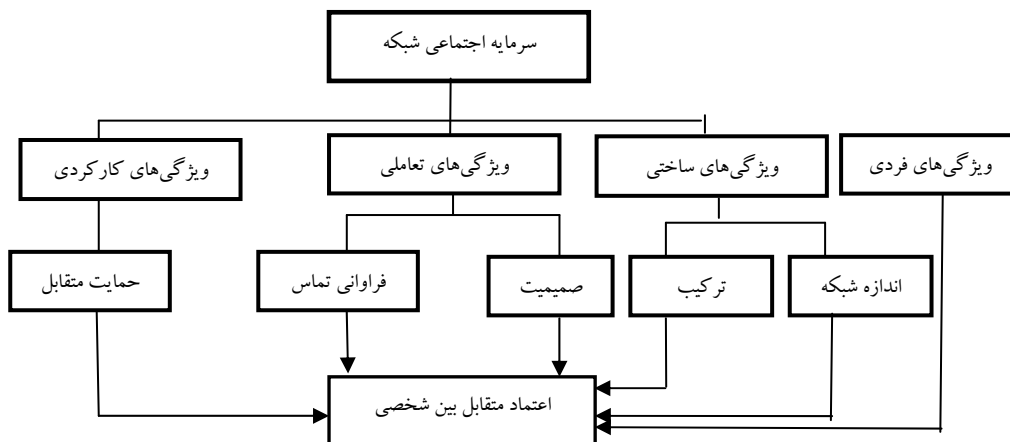 سرمایه اجتماعی شبکه
ویژگی‌های فردی
ویژگی‌های ساختی
ویژگی‌های تعاملی
ویژگی‌های کارکردی
اندازه شبکه
ترکیب
صمیمیت
فراوانی تماس
حمایت متقابل
اعتماد متقابل بین شخصی